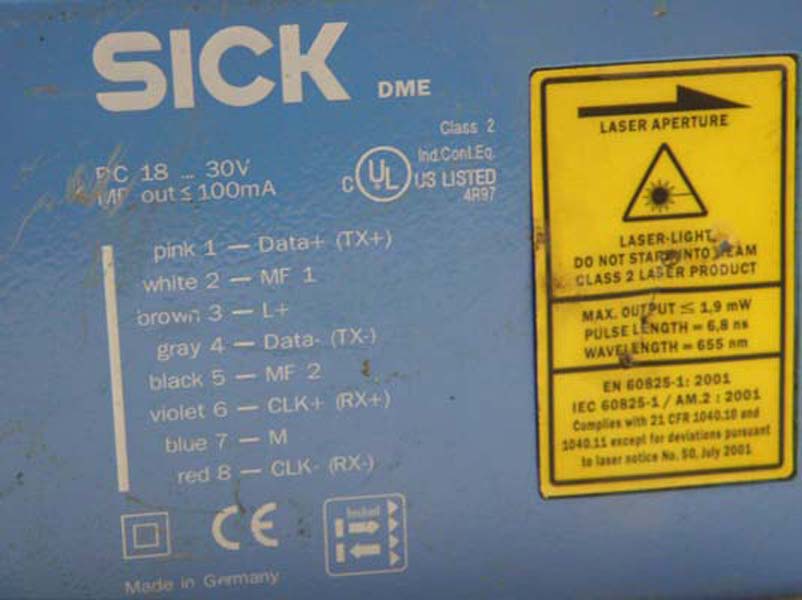 SICK
DME
DC 18 ... 30V
MF out ≤ 100mA
Class 2
Ind.Cont.Eq.
C UL US LISTED
4R97
pink 1 — Data+ (TX+)
white 2 — MF 1
brown 3 — L+
gray 4 — Data- (TX-)
black 5 — MF 2
violet 6 — CLK+ (RX+)
blue 7 — M
red 8 — CLK- (RX-)
CE
Made in Germany
LASER APERTURE
LASER-LIGHT,
DO NOT STARE INTO BEAM
CLASS 2 LASER PRODUCT
MAX. OUTPUT ≤ 1,9 mW
PULSE LENGTH = 6,8 ns
WAVELENGTH = 655 nm
EN 60825-1: 2001
IEC 60825-1 / AM.2 : 2001
Complies with 21 CFR 1040.10 and
1040.11 except for deviations pursuant
to laser notice No. 50, July 2001